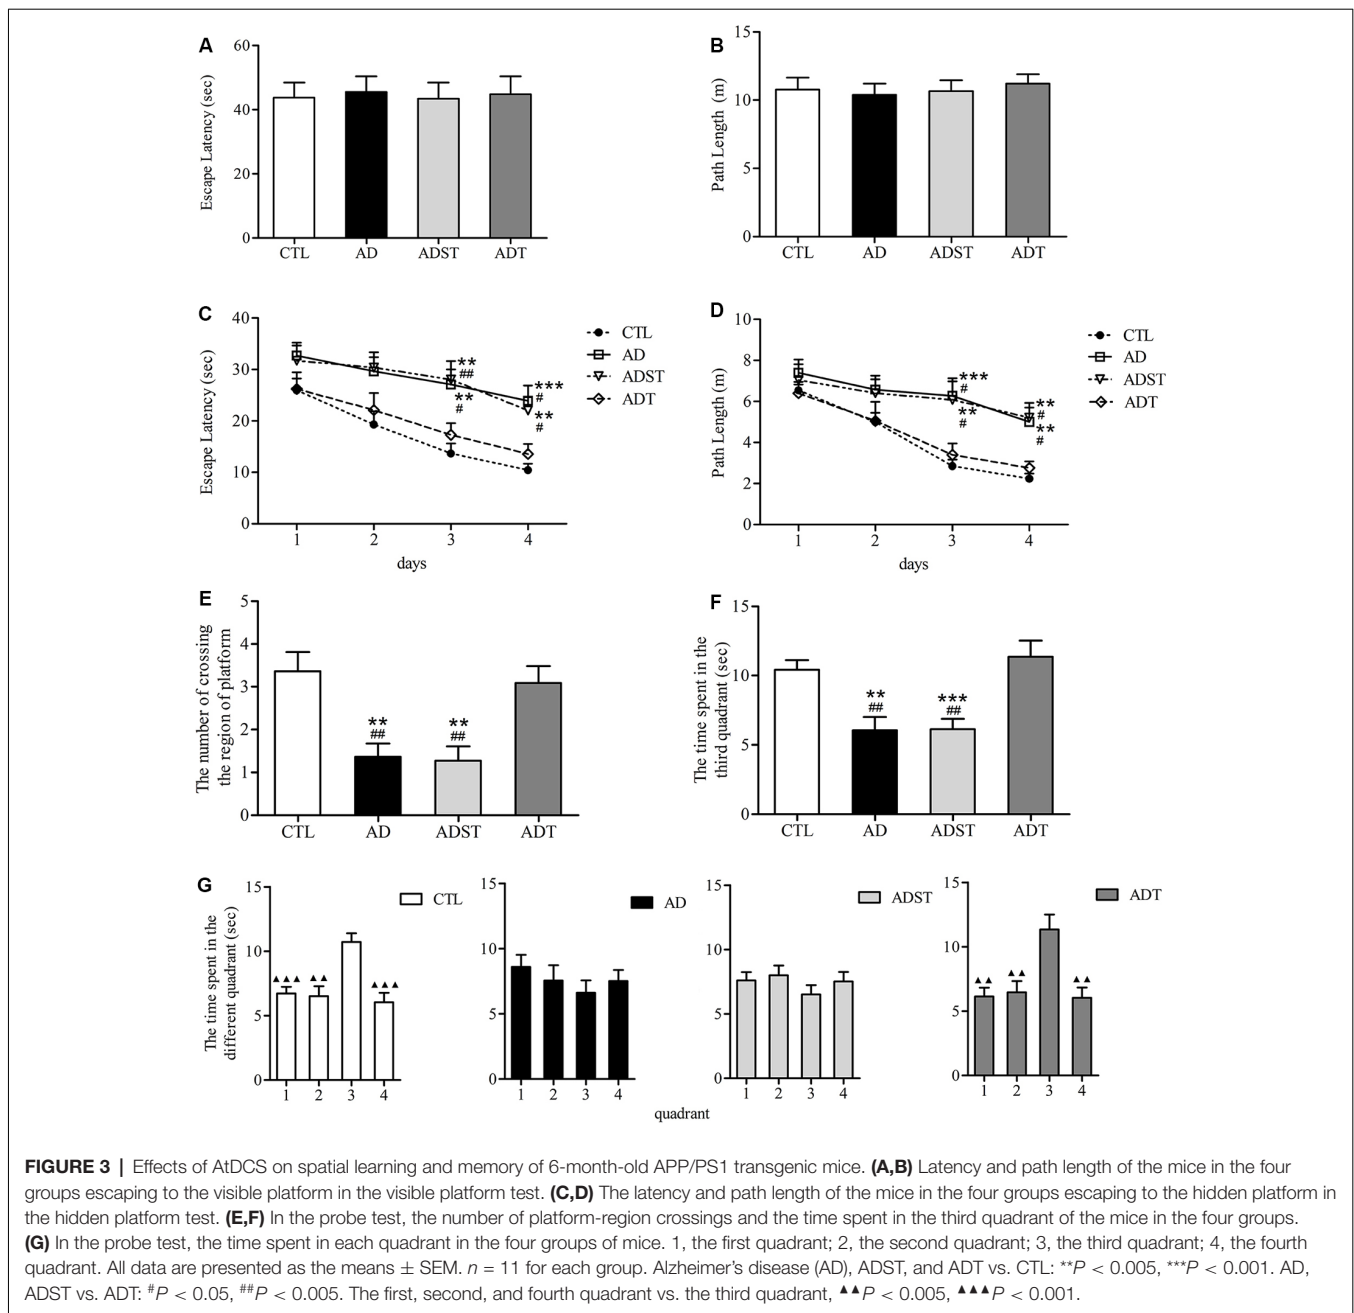 A
60
40
20
0
Escape Latency (sec)
CTL AD ADST ADT
B
15
10
5
0
Path Length (m)
CTL AD ADST ADT
C
40
30
20
10
0
Escape Latency (sec)
1 2 3 4
days
**
##
**
#
***
#
**
#
CTL
AD
ADST
ADT
D
10
8
6
4
2
0
Path Length (m)
1 2 3 4
days
***
#
**
#
**
#
**
#
CTL
AD
ADST
ADT
E
5
4
3
2
1
0
The number of crossing
the region of platform
** **
## ##
CTL AD ADST ADT
F
15
10
5
0
The time spent in the
third quadrant (sec)
** ***
## ##
CTL AD ADST ADT
G
15
10
5
0
The time spent in the
different quadrant (sec)
▲▲▲ ▲▲ ▲▲▲
1 2 3 4
CTL
15
10
5
0
1 2 3 4
AD
15
10
5
0
1 2 3 4
ADST
15
10
5
0
▲▲ ▲▲ ▲▲
1 2 3 4
ADT
quadrant
FIGURE 3 | Effects of AtDCS on spatial learning and memory of 6-month-old APP/PS1 transgenic mice. (A,B) Latency and path length of the mice in the four
groups escaping to the visible platform in the visible platform test. (C,D) The latency and path length of the mice in the four groups escaping to the hidden platform in
the hidden platform test. (E,F) In the probe test, the number of platform-region crossings and the time spent in the third quadrant of the mice in the four groups.
(G) In the probe test, the time spent in each quadrant in the four groups of mice. 1, the first quadrant; 2, the second quadrant; 3, the third quadrant; 4, the fourth
quadrant. All data are presented as the means ± SEM. n = 11 for each group. Alzheimer's disease (AD), ADST, and ADT vs. CTL: **P < 0.005, ***P < 0.001. AD,
ADST vs. ADT: #P < 0.05, ##P < 0.005. The first, second, and fourth quadrant vs. the third quadrant, ▲▲P < 0.005, ▲▲▲P < 0.001.